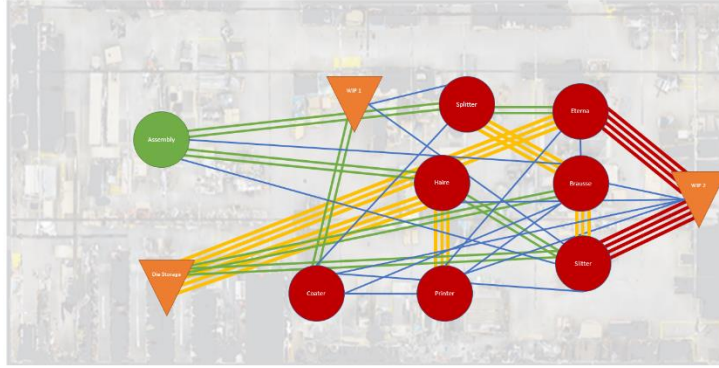 WIP 1
Splitter
Eterna
Assembly
Haire
Brausse
WIP 2
Die Storage
Slitter
Coater
Printer